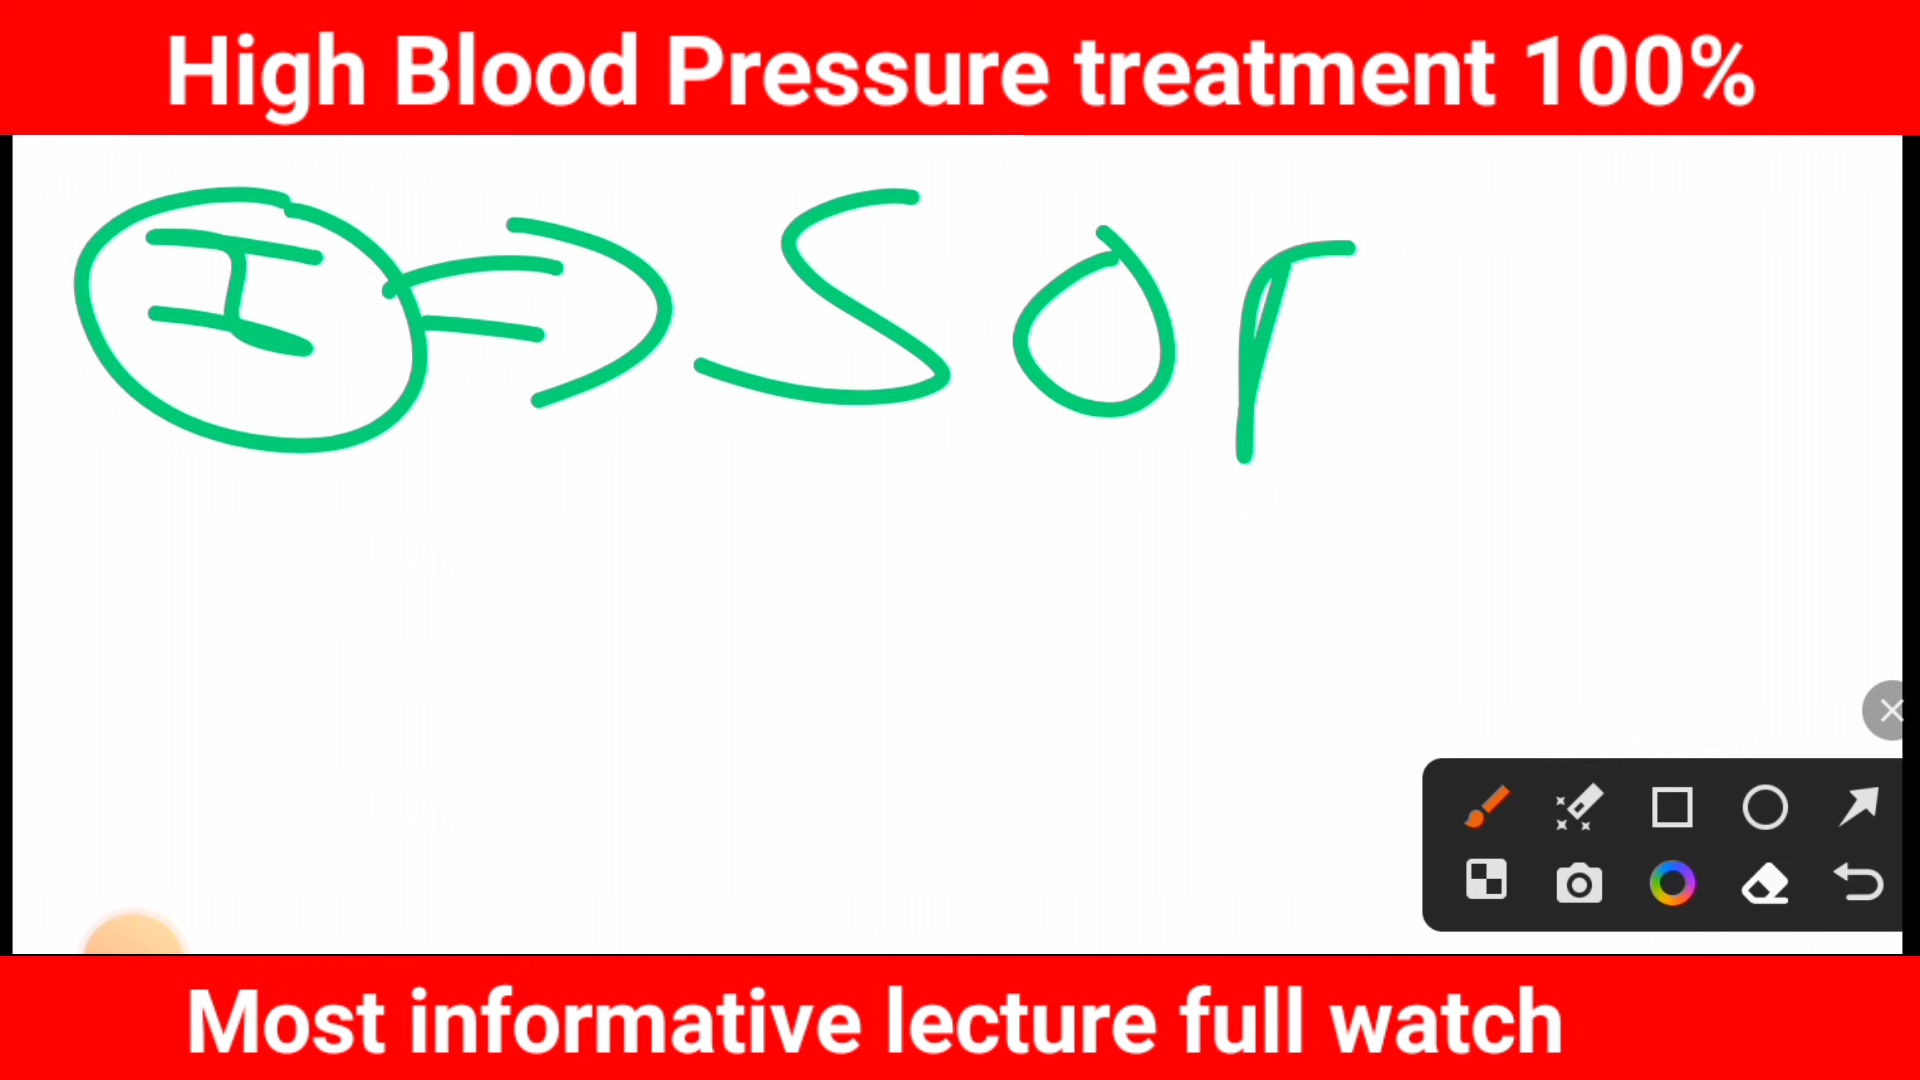 High Blood Pressure treatment 100%
I ⇒ Sor
Most informative lecture full watch